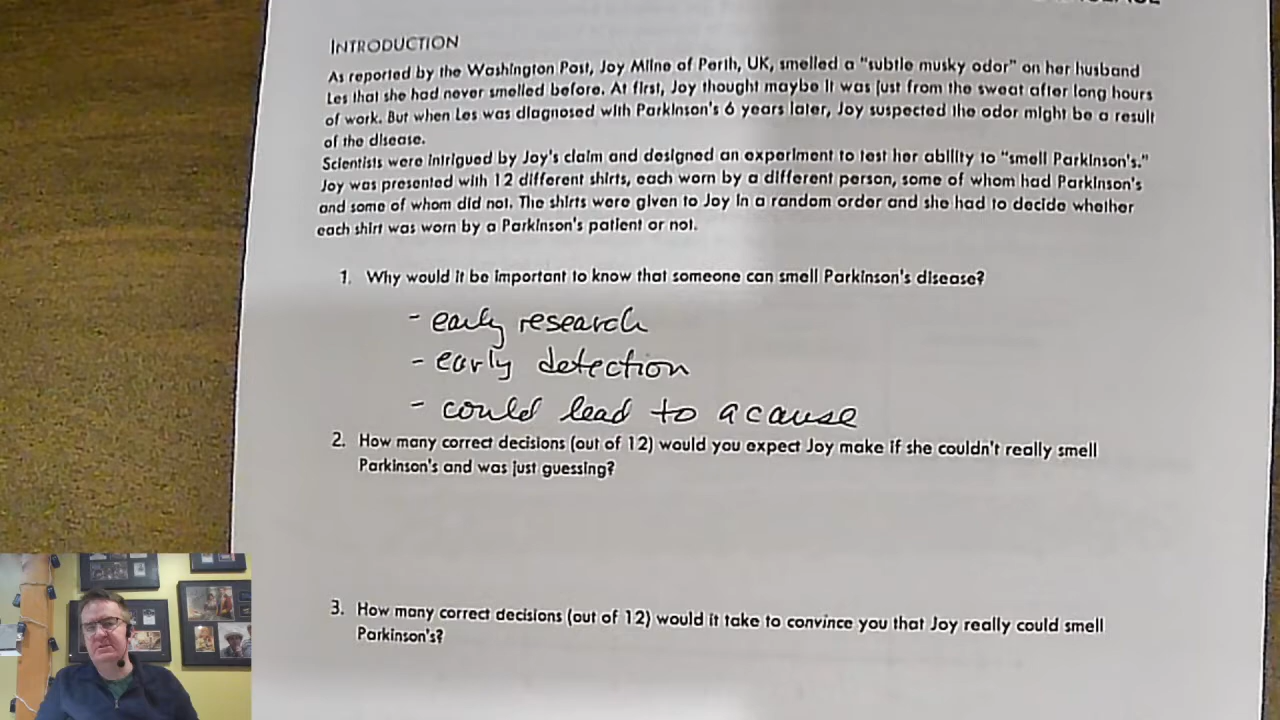 INTRODUCTION
As reported by the Washington Post, Joy Milne of Perth, UK, smelled a "subtle musky odor" on her husband
Les that she had never smelled before. At first, Joy thought maybe it was just from the sweat after long hours
of work. But when Les was diagnosed with Parkinson's 6 years later, Joy suspected the odor might be a result
of the disease.
Scientists were intrigued by Joy's claim and designed an experiment to test her ability to "smell Parkinson's."
Joy was presented with 12 different shirts, each worn by a different person, some of whom had Parkinson's
and some of whom did not. The shirts were given to Joy in a random order and she had to decide whether
each shirt was worn by a Parkinson's patient or not.
1. Why would it be important to know that someone can smell Parkinson's disease?
- early research
- early detection
- could lead to a cause
2. How many correct decisions (out of 12) would you expect Joy make if she couldn't really smell
Parkinson's and was just guessing?
3. How many correct decisions (out of 12) would it take to convince you that Joy really could smell
Parkinson's?